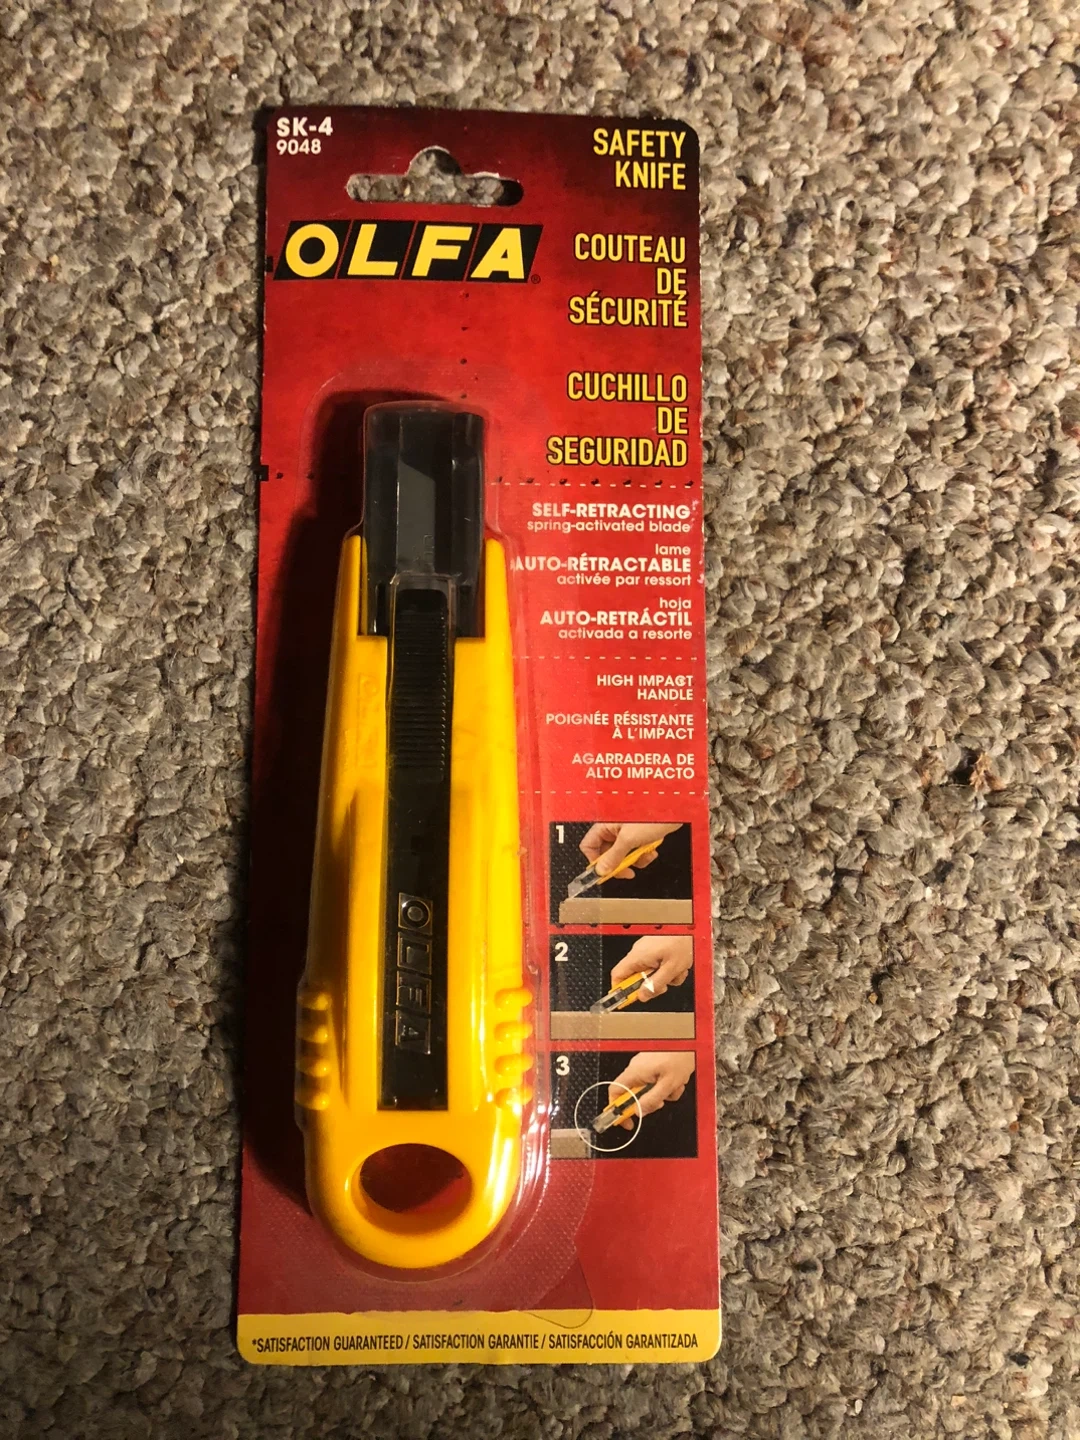 SK-4
9048
SAFETY
KNIFE
OLFA®
COUTEAU
DE
SÉCURITÉ
CUCHILLO
DE
SEGURIDAD
SELF-RETRACTING
spring-activated blade
lame
AUTO-RÉTRACTABLE
activée par ressort
hoja
AUTO-RETRÁCTIL
activada a resorte
HIGH IMPACT
HANDLE
POIGNÉE RÉSISTANTE
À L'IMPACT
AGARRADERA DE
ALTO IMPACTO
1
2
3
OLFA
*SATISFACTION GUARANTEED / SATISFACTION GARANTIE / SATISFACCIÓN GARANTIZADA